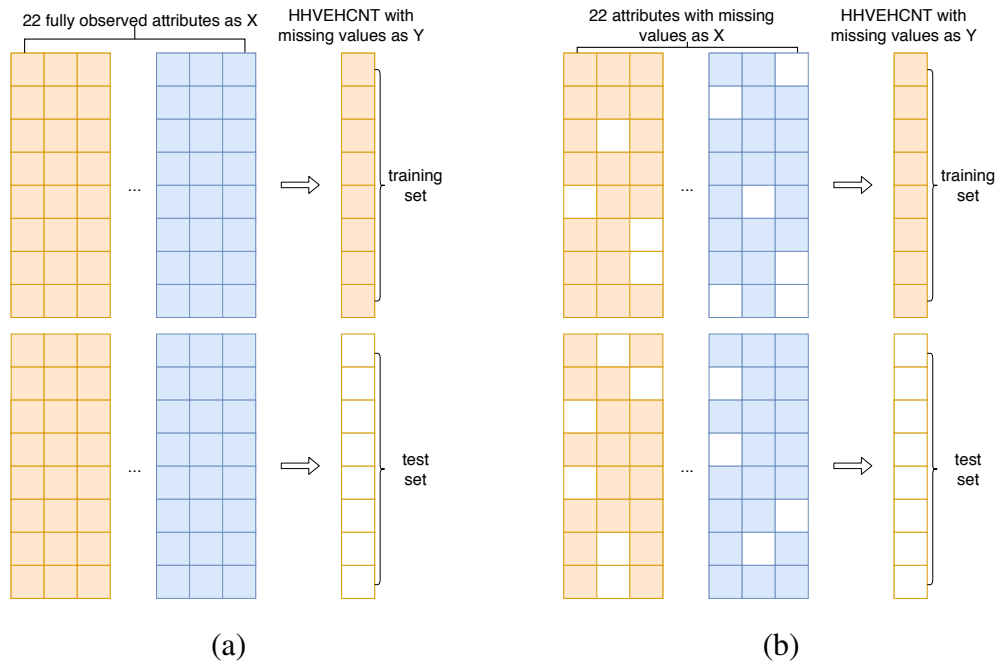 22 fully observed attributes as X
HHVEHCNT with
missing values as Y
...
training
set
...
test
set
(a)
22 attributes with missing
values as X
HHVEHCNT with
missing values as Y
...
training
set
...
test
set
(b)